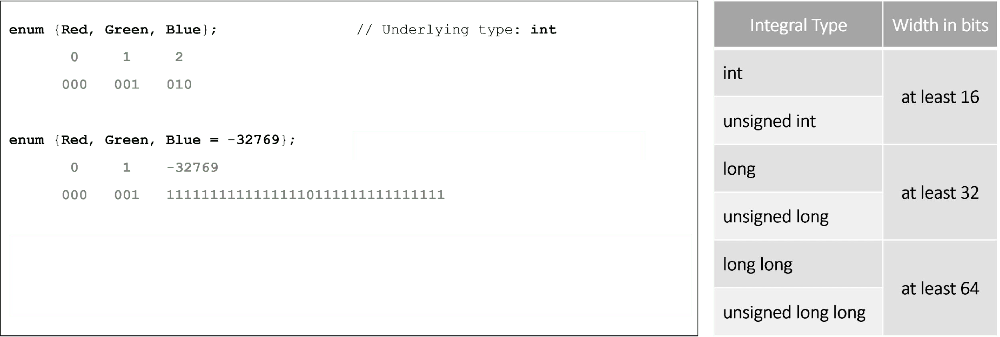 enum {Red, Green, Blue}; // Underlying type: int
0 1 2
000 001 010
enum {Red, Green, Blue = -32769};
0 1 -32769
000 001 11111111111111110111111111111111
Integral Type Width in bits
int
at least 16
unsigned int
long
at least 32
unsigned long
long long
at least 64
unsigned long long